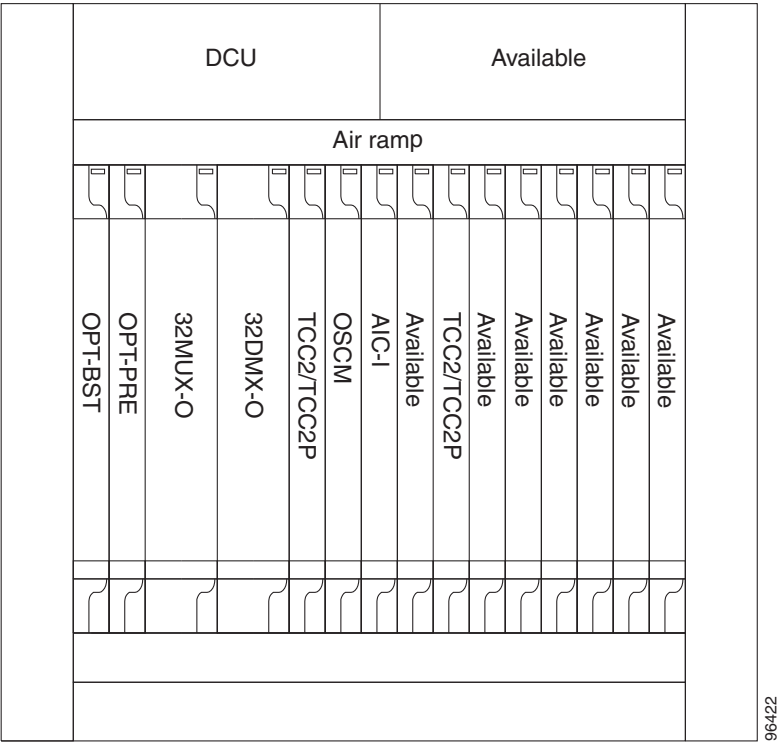 DCU
Available
Air ramp
OPT-BST
OPT-PRE
32MUX-O
32DMX-O
TCC2/TCC2P
OSCM
AIC-I
Available
TCC2/TCC2P
Available
Available
Available
Available
Available
Available
96422